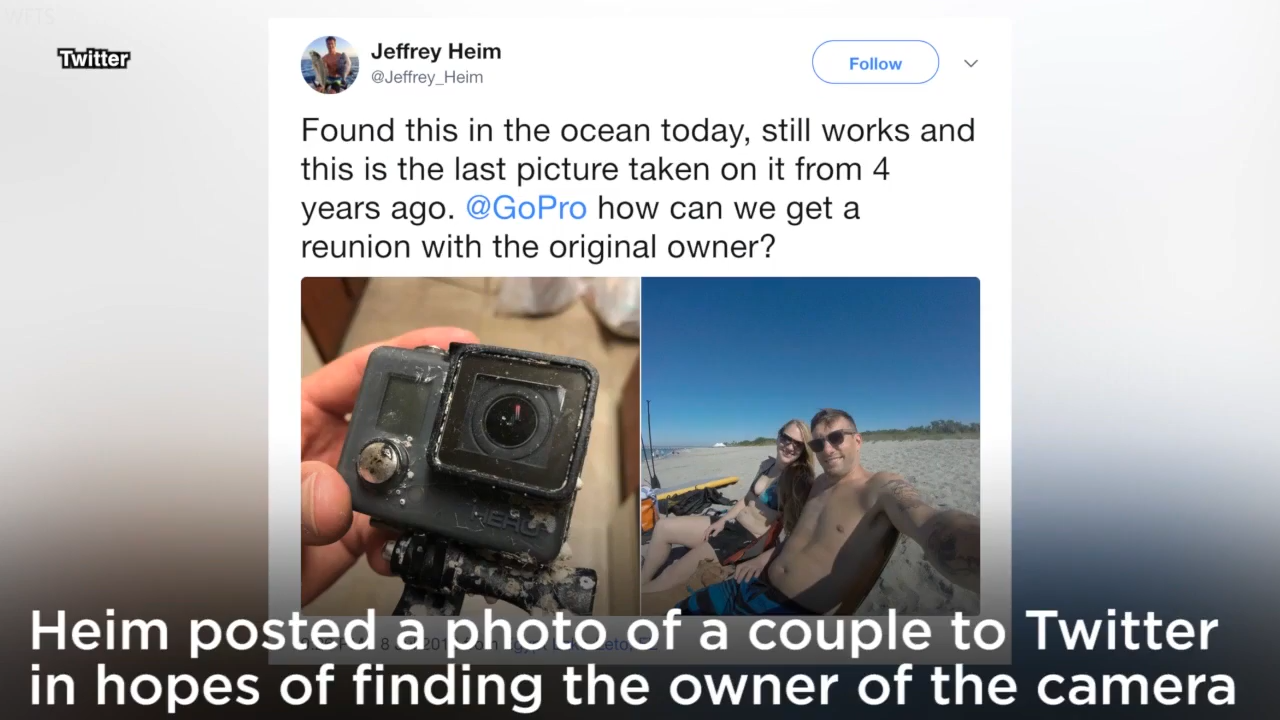 WFTS
Twitter
Jeffrey Heim
@Jeffrey_Heim
Follow
Found this in the ocean today, still works and
this is the last picture taken on it from 4
years ago. @GoPro how can we get a
reunion with the original owner?
HERO
Heim posted a photo of a couple to Twitter
in hopes of finding the owner of the camera